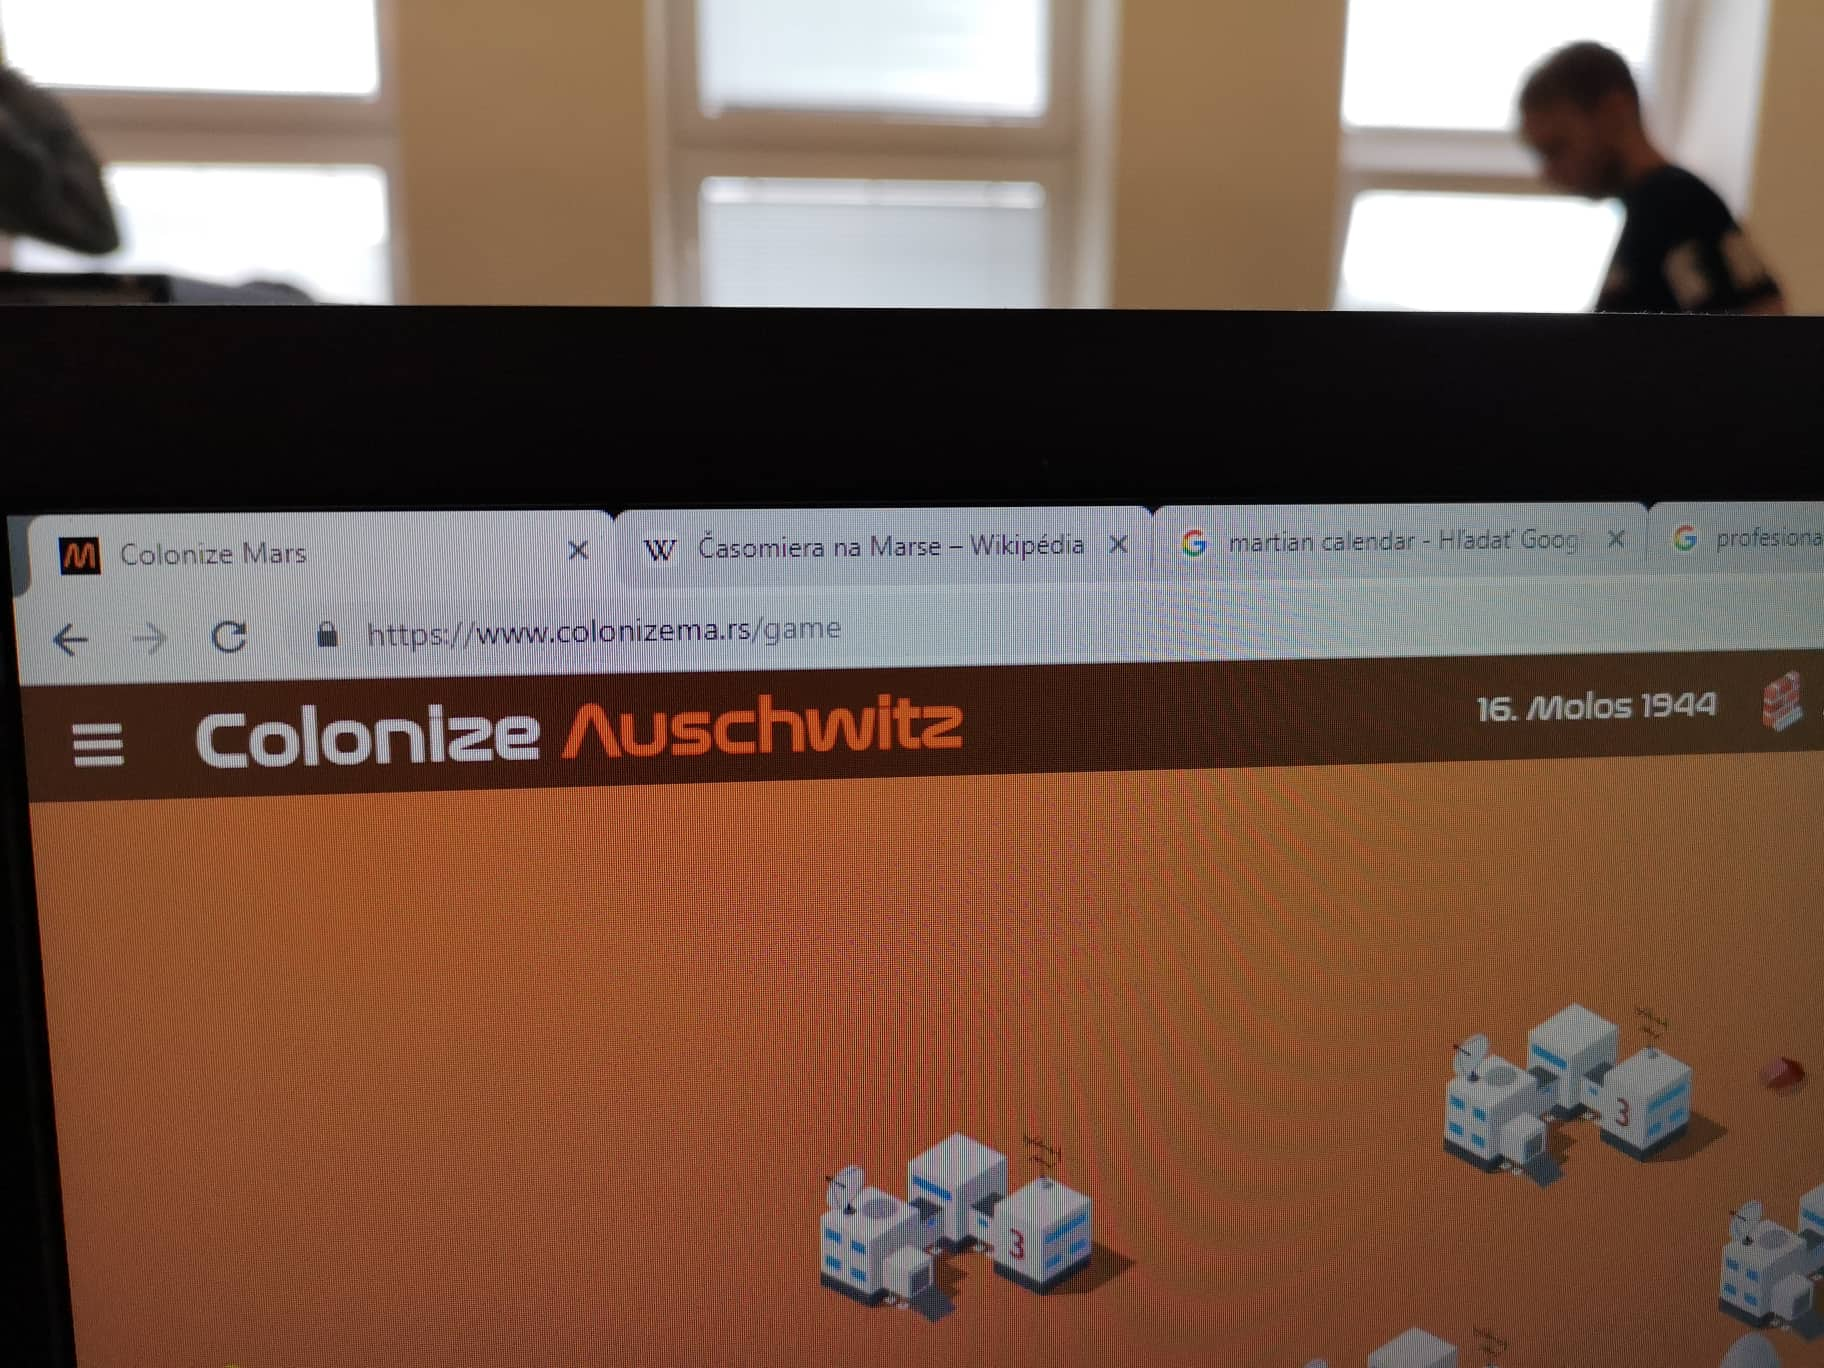 Colonize Mars
Časomiera na Marse – Wikipédia
martian calendar - Hľadať Goog
profesiona
https://www.colonizema.rs/game
Colonize Auschwitz
16. Molos 1944
3
3